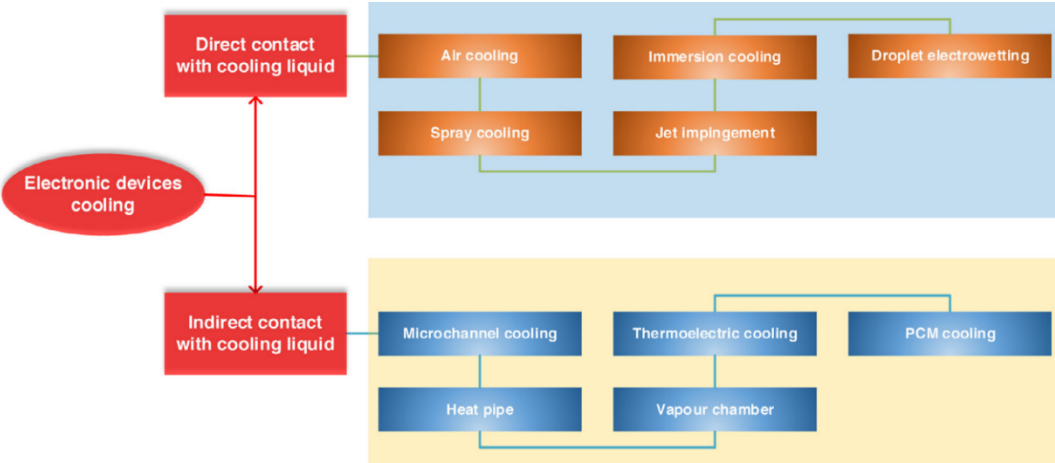 Direct contact
with cooling liquid
Air cooling
Immersion cooling
Droplet electrowetting
Spray cooling
Jet impingement
Electronic devices
cooling
Indirect contact
with cooling liquid
Microchannel cooling
Thermoelectric cooling
PCM cooling
Heat pipe
Vapour chamber